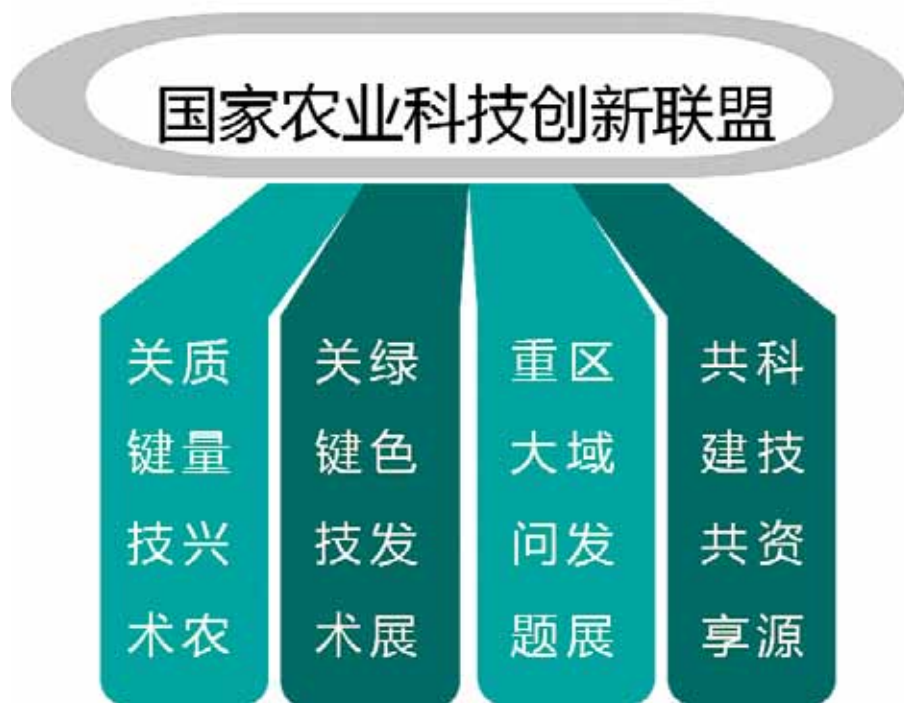 国家农业科技创新联盟
质量兴农
关键技术
绿色发展
关键技术
区域发展
重大问题
科技资源
共建共享